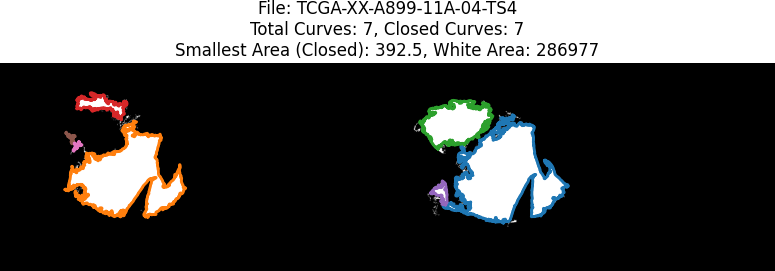 File: TCGA-XX-A899-11A-04-TS4
Total Curves: 7, Closed Curves: 7
Smallest Area (Closed): 392.5, White Area: 286977